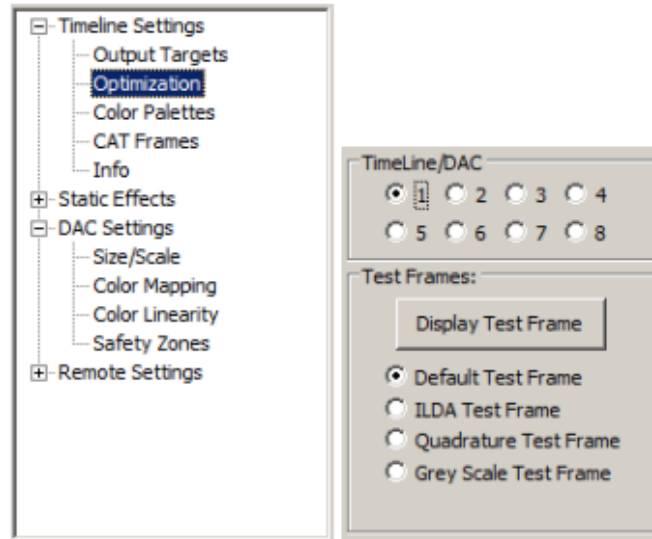 Timeline Settings
Output Targets
Optimization
Color Palettes
CAT Frames
Info
Static Effects
DAC Settings
Size/Scale
Color Mapping
Color Linearity
Safety Zones
Remote Settings
TimeLine/DAC
1 2 3 4
5 6 7 8
Test Frames:
Display Test Frame
Default Test Frame
ILDA Test Frame
Quadrature Test Frame
Grey Scale Test Frame